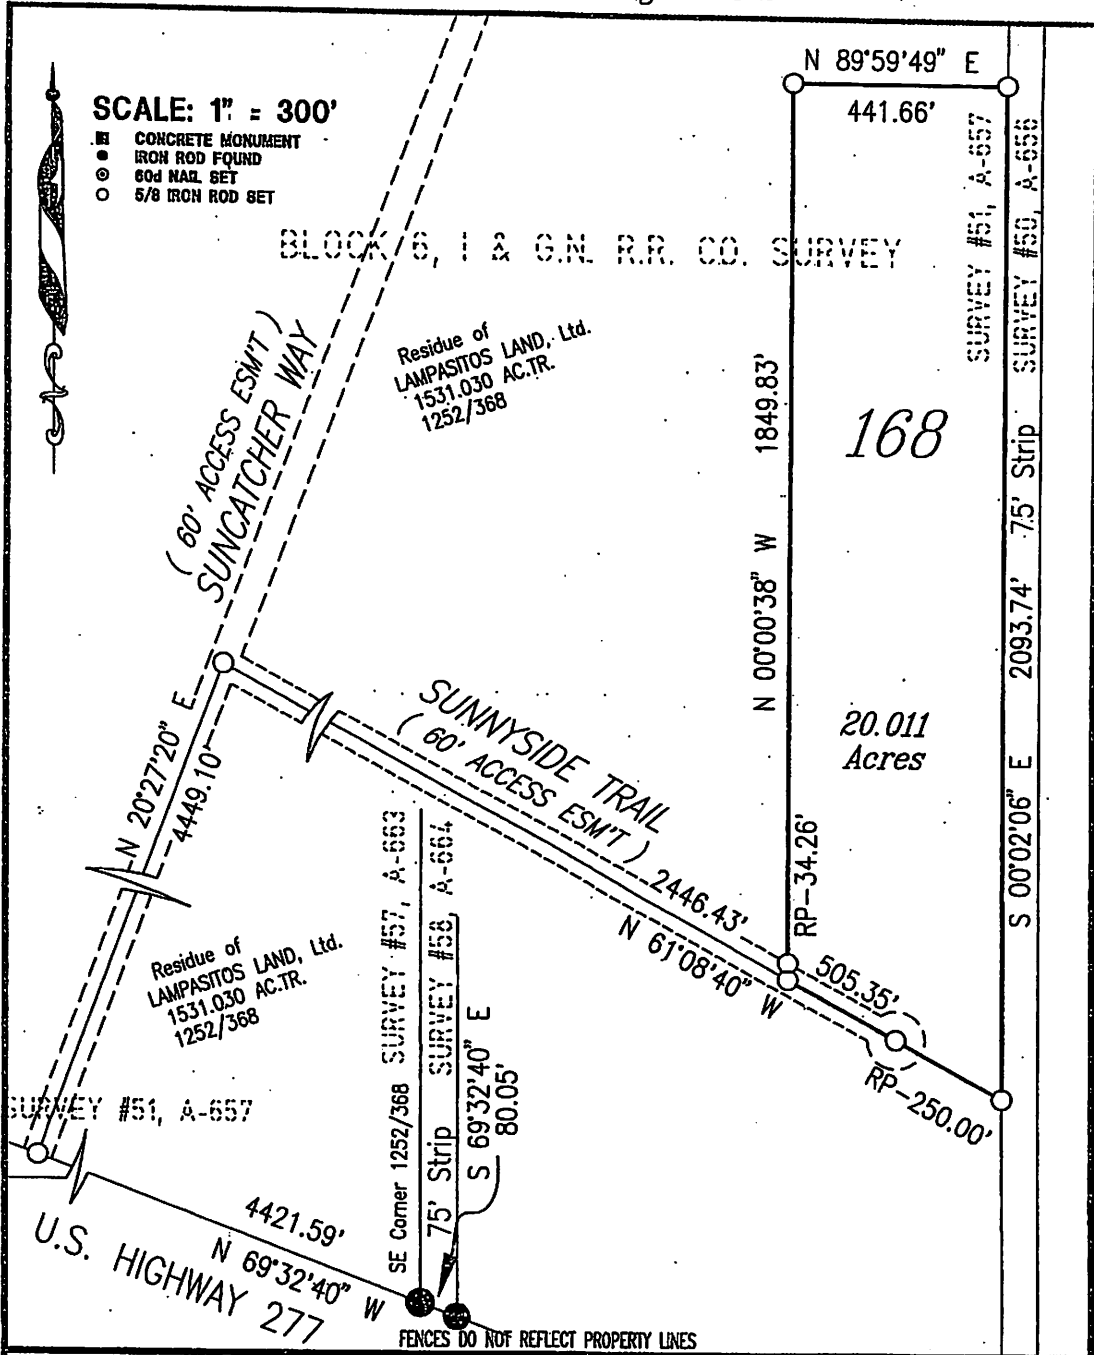 N 89°59'49" E
441.66'
SCALE: 1" = 300'
CONCRETE MONUMENT
IRON ROD FOUND
60d NAIL SET
5/8 IRON ROD SET
BLOCK 6, I & G.N. R.R. CO. SURVEY
SURVEY #51, A-657
SURVEY #50, A-656
75' Strip
Residue of
LAMPASITOS LAND, Ltd.
1531.030 AC.TR.
1252/368
( 60' ACCESS ESM'T )
SUNCATCHER WAY
N 00°00'38" W 1849.83'
168
20.011
Acres
S 00°02'06" E 2093.74'
N 20°27'20" E
4449.10'
SUNNYSIDE TRAIL
( 60' ACCESS ESM'T )
2446.43'
N 61°08'40" W
RP-34.26'
505.35'
RP-250.00'
Residue of
LAMPASITOS LAND, Ltd.
1531.030 AC.TR.
1252/368
SURVEY #51, A-657
SE Corner 1252/368
SURVEY #57, A-663
75' Strip
SURVEY #58, A-664
S 69°32'40" E
80.05'
4421.59'
N 69°32'40" W
U.S. HIGHWAY 277
FENCES DO NOT REFLECT PROPERTY LINES